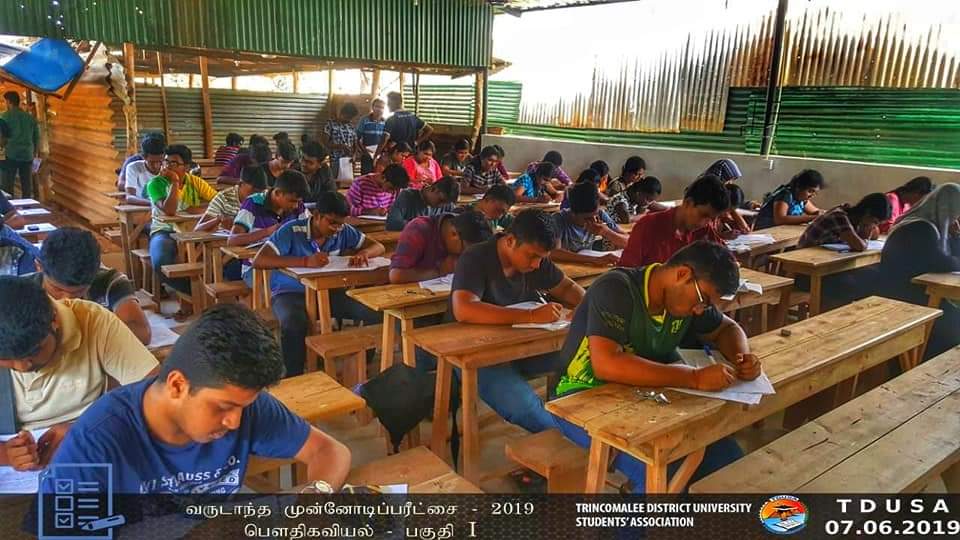 வருடாந்த முன்னோடிப்பரீட்சை - 2019
பௌதிகவியல் - பகுதி I
TRINCOMALEE DISTRICT UNIVERSITY
STUDENTS' ASSOCIATION
TDUSA
07.06.2019